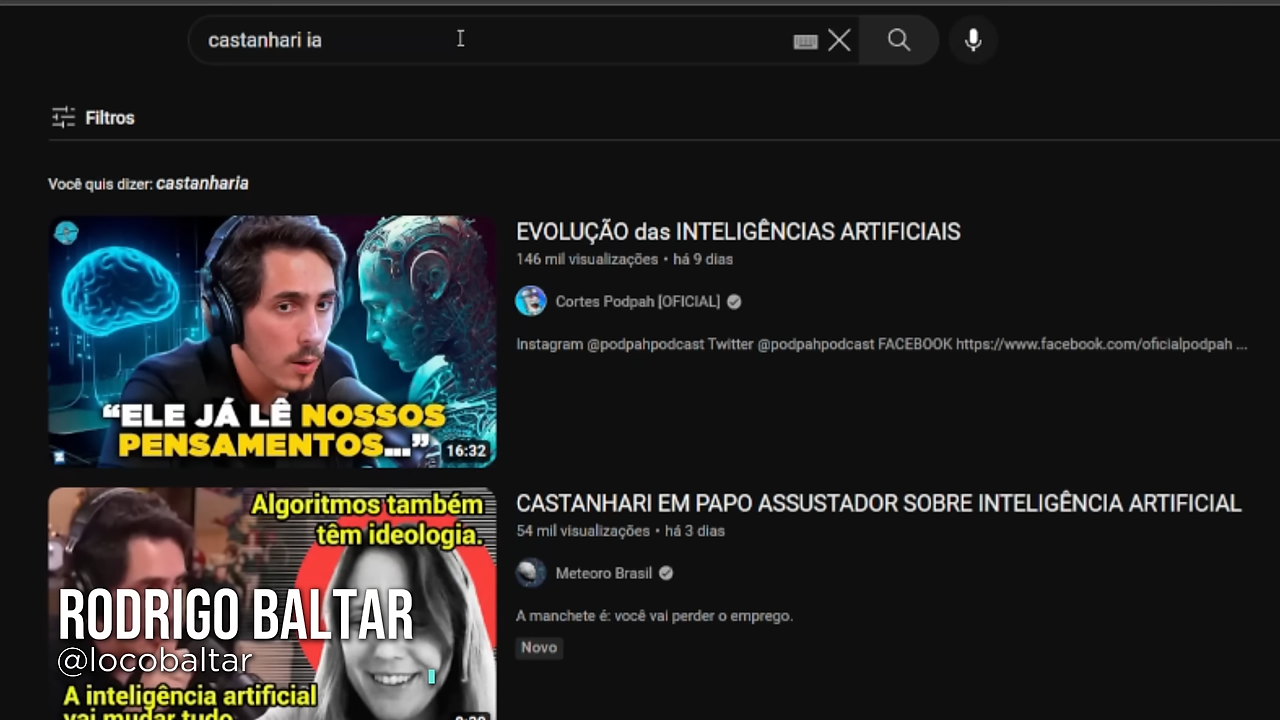 castanhari ia
Filtros
Você quis dizer: castanharia
“ELE JÁ LÊ NOSSOS
PENSAMENTOS...”
16:32
EVOLUÇÃO das INTELIGÊNCIAS ARTIFICIAIS
146 mil visualizações • há 9 dias
Cortes Podpah [OFICIAL]
Instagram @podpahpodcast Twitter @podpahpodcast FACEBOOK https://www.facebook.com/oficialpodpah ...
Algoritmos também
têm ideologia.
A inteligência artificial
vai mudar tudo.
CASTANHARI EM PAPO ASSUSTADOR SOBRE INTELIGÊNCIA ARTIFICIAL
54 mil visualizações • há 3 dias
Meteoro Brasil
A manchete é: você vai perder o emprego.
Novo
RODRIGO BALTAR
@locobaltar